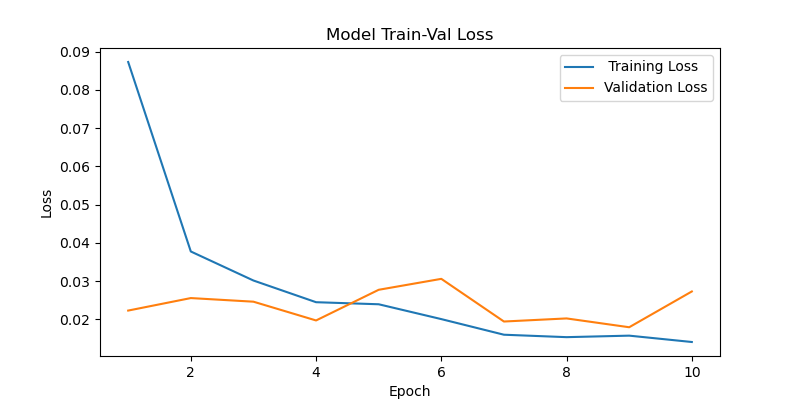 Model Train-Val Loss
Training Loss
Validation Loss
0.09
0.08
0.07
0.06
0.05
0.04
0.03
0.02
Loss
2 4 6 8 10
Epoch